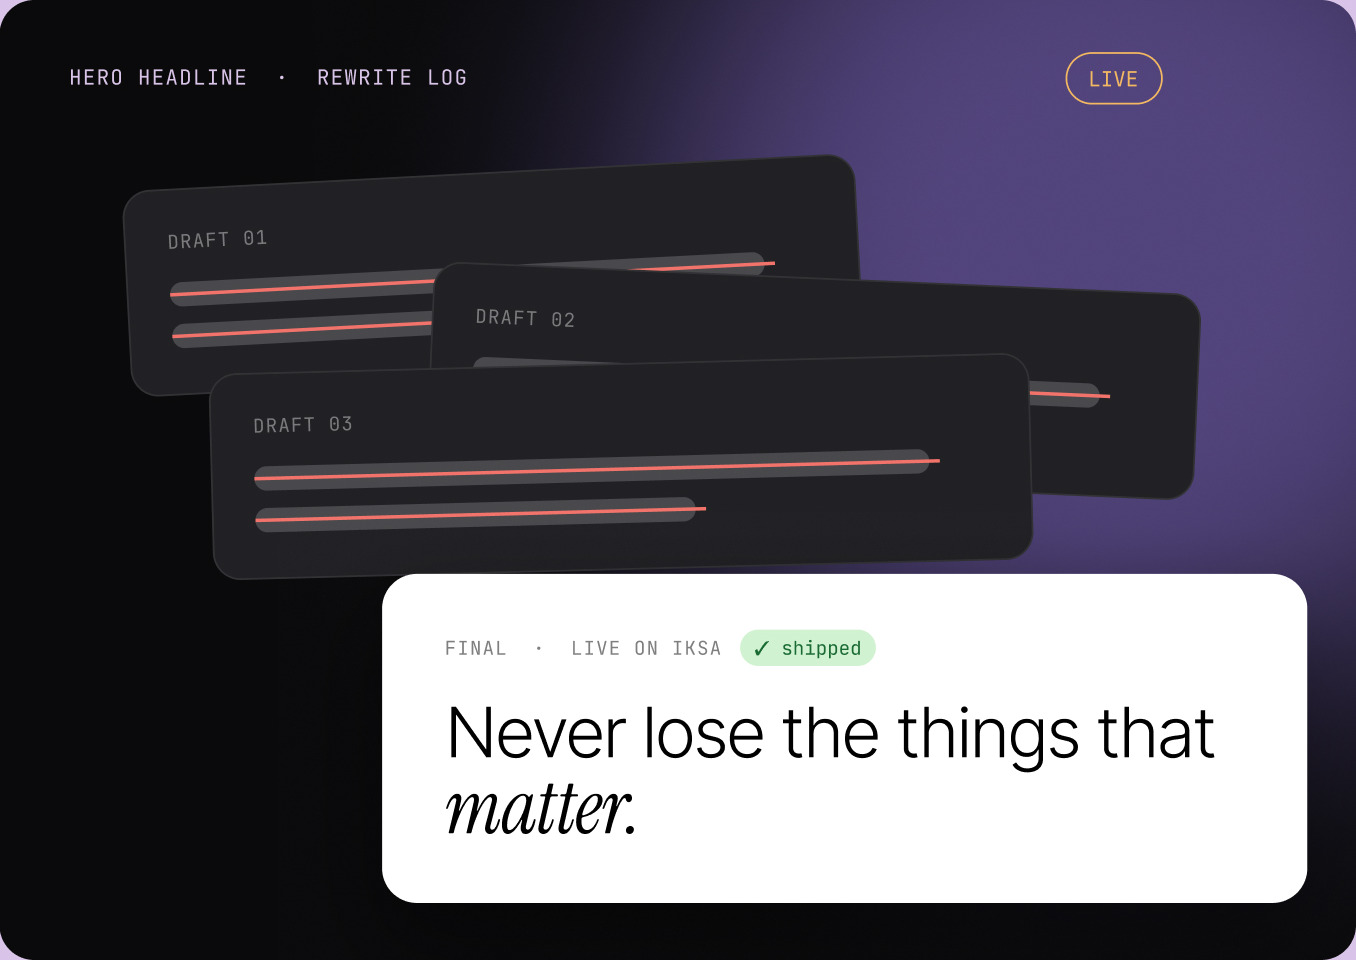 HERO HEADLINE · REWRITE LOG
LIVE
DRAFT 01
DRAFT 02
DRAFT 03
FINAL · LIVE ON IKSA ✓ shipped
Never lose the things that
matter.